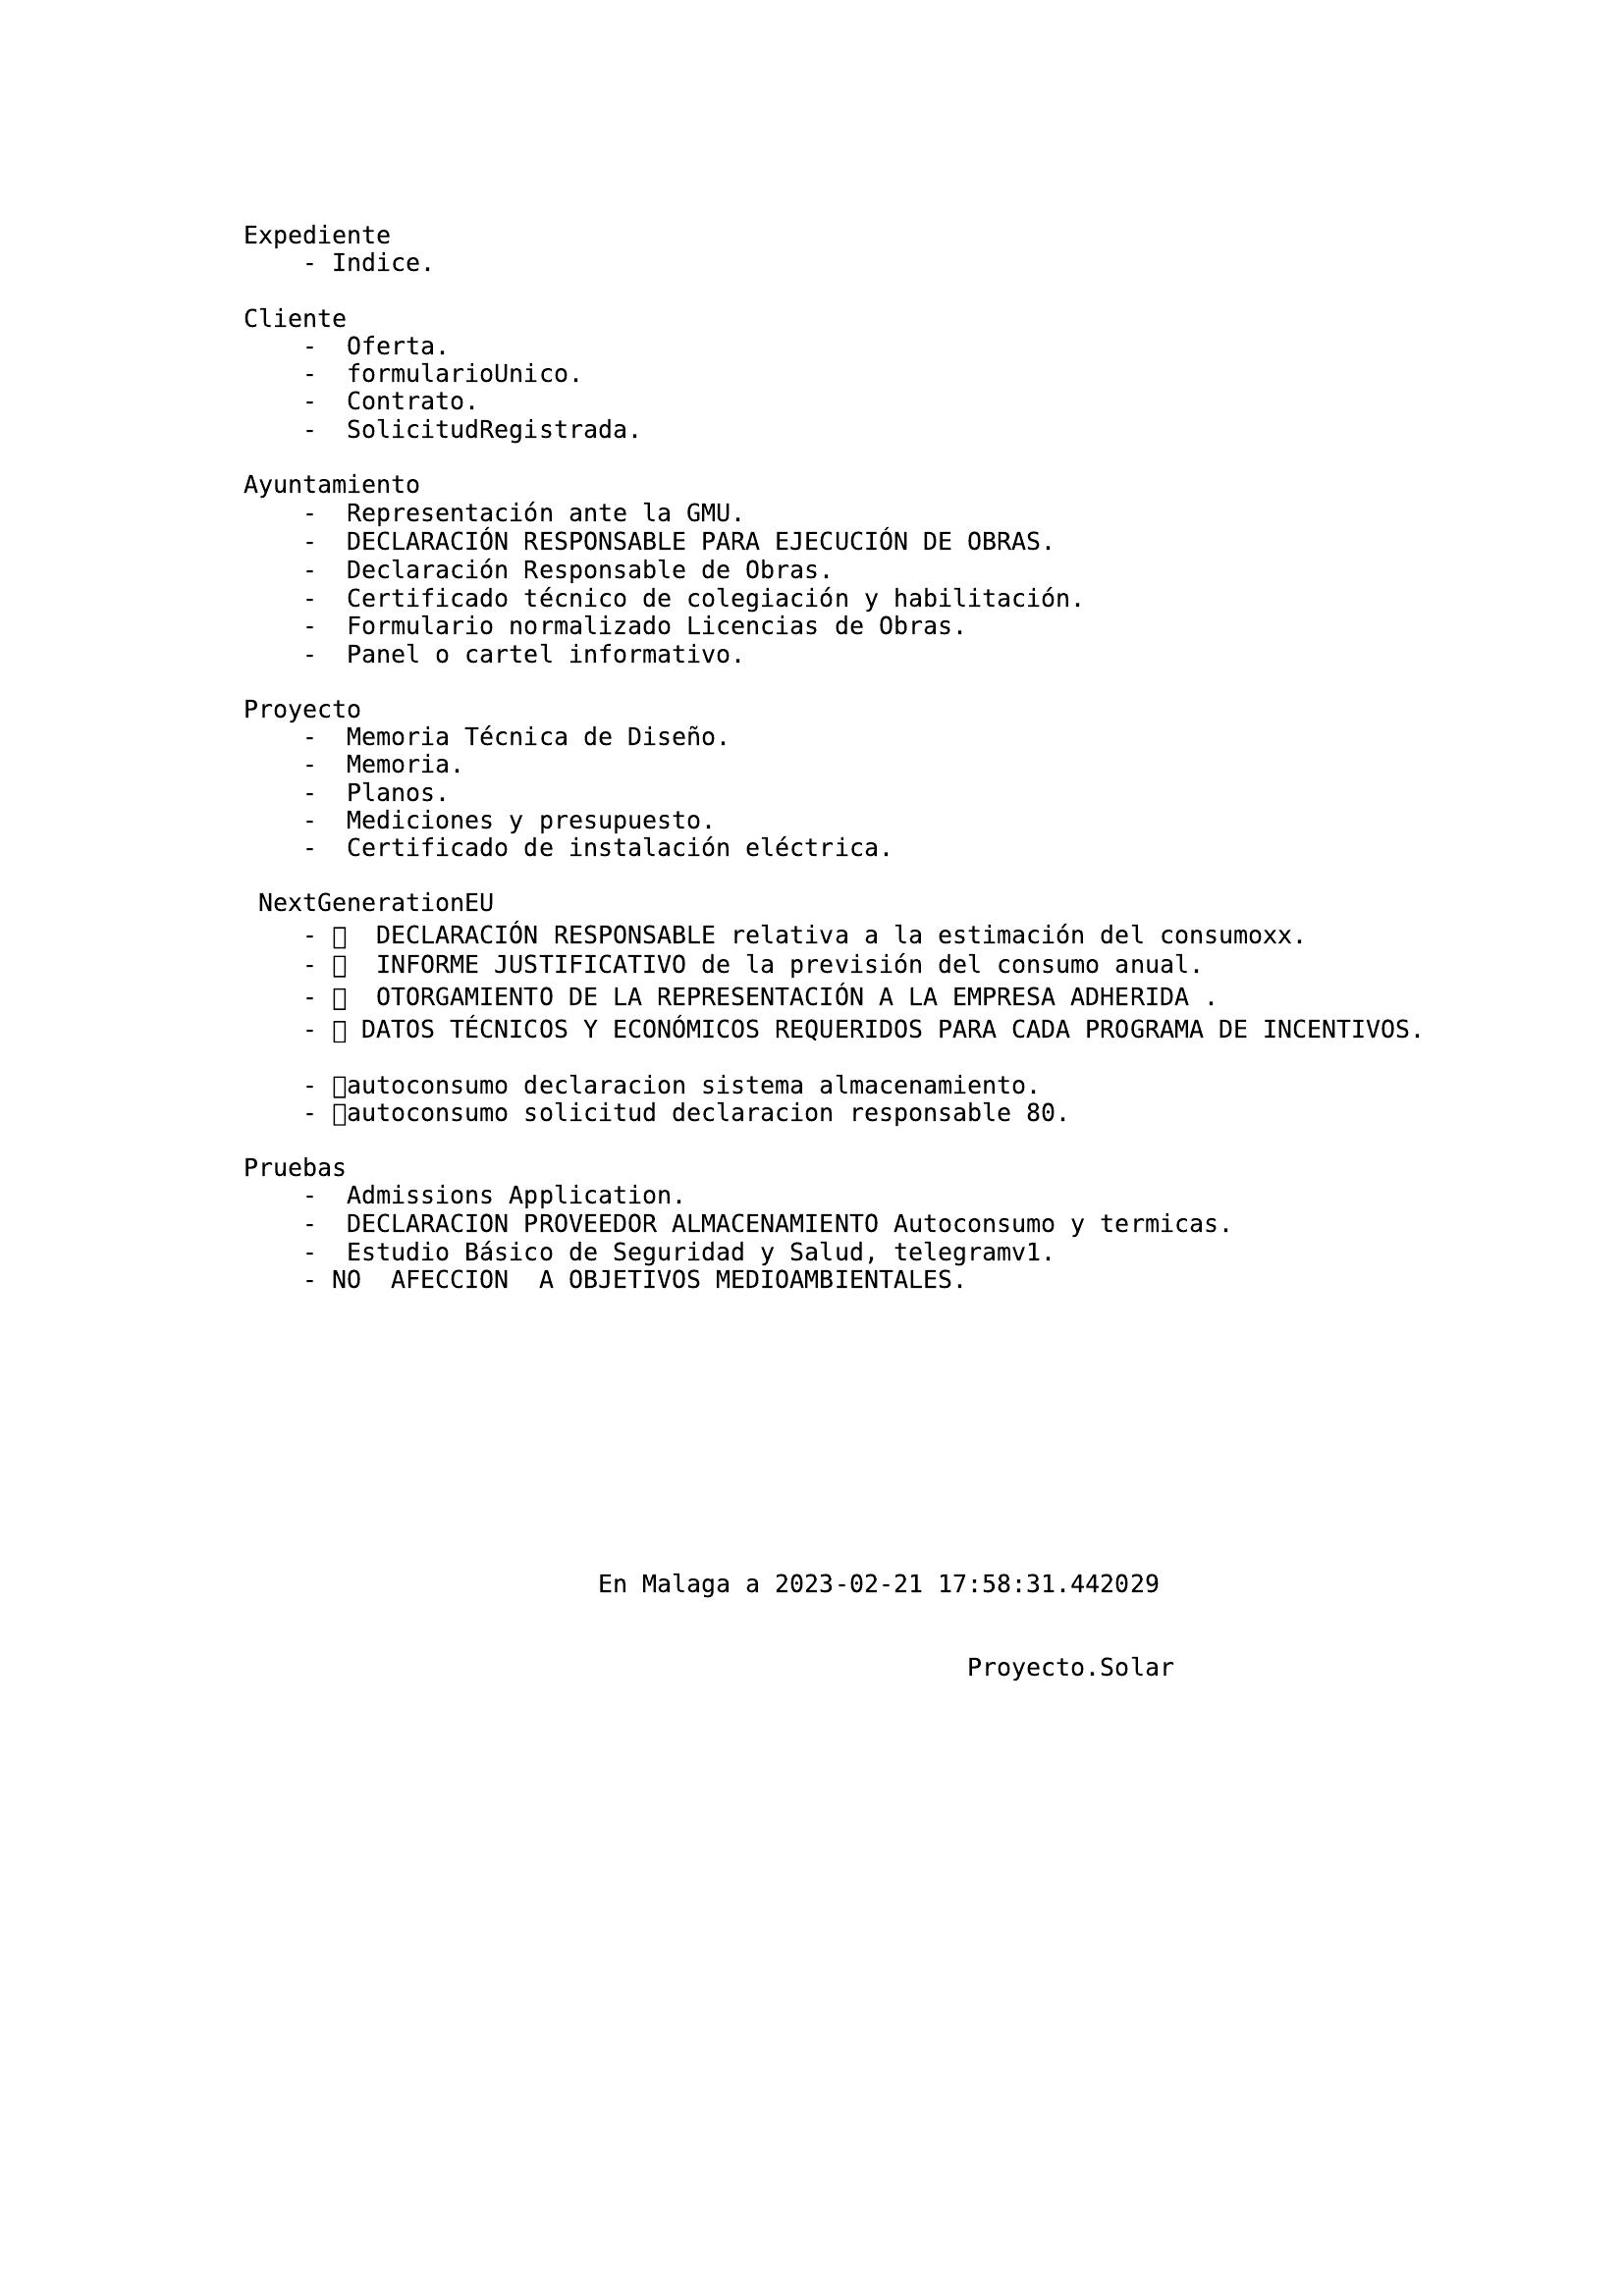 Expediente
- Indice.
Cliente
- Oferta.
- formularioUnico.
- Contrato.
- SolicitudRegistrada.
Ayuntamiento
- Representación ante la GMU.
- DECLARACIÓN RESPONSABLE PARA EJECUCIÓN DE OBRAS.
- Declaración Responsable de Obras.
- Certificado técnico de colegiación y habilitación.
- Formulario normalizado Licencias de Obras.
- Panel o cartel informativo.
Proyecto
- Memoria Técnica de Diseño.
- Memoria.
- Planos.
- Mediciones y presupuesto.
- Certificado de instalación eléctrica.
NextGenerationEU
- ▯ DECLARACIÓN RESPONSABLE relativa a la estimación del consumoxx.
- ▯ INFORME JUSTIFICATIVO de la previsión del consumo anual.
- ▯ OTORGAMIENTO DE LA REPRESENTACIÓN A LA EMPRESA ADHERIDA .
- ▯ DATOS TÉCNICOS Y ECONÓMICOS REQUERIDOS PARA CADA PROGRAMA DE INCENTIVOS.
- ▯autoconsumo declaracion sistema almacenamiento.
- ▯autoconsumo solicitud declaracion responsable 80.
Pruebas
- Admissions Application.
- DECLARACION PROVEEDOR ALMACENAMIENTO Autoconsumo y termicas.
- Estudio Básico de Seguridad y Salud, telegramv1.
- NO AFECCION A OBJETIVOS MEDIOAMBIENTALES.
En Malaga a 2023-02-21 17:58:31.442029
Proyecto.Solar